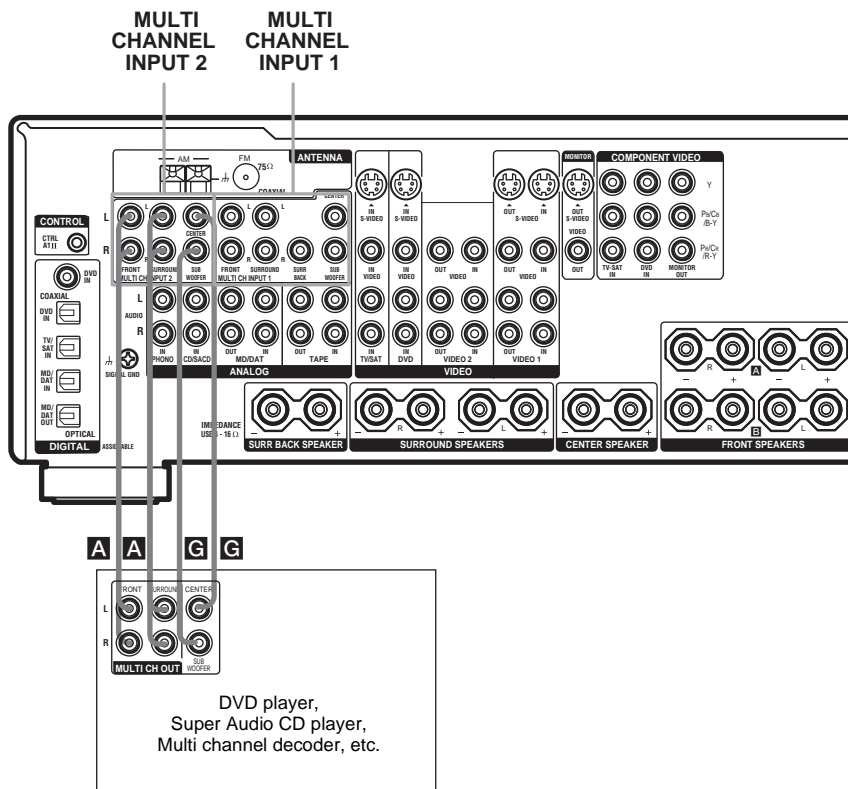 MULTI CHANNEL INPUT 2
MULTI CHANNEL INPUT 1
AM
FM
75Ω
COAXIAL
ANTENNA
MONITOR
COMPONENT VIDEO
L
L
L
CENTER
IN
S-VIDEO
IN
S-VIDEO
OUT
IN
S-VIDEO
OUT
S-VIDEO
Y
CONTROL
CTRL
A1II
CENTER
VIDEO
PB/CB
/B-Y
R
R
R
FRONT
SURROUND
SUB
WOOFER
FRONT
SURROUND
SURR
BACK
SUB
WOOFER
MULTI CH INPUT 2
MULTI CH INPUT 1
IN
VIDEO
IN
VIDEO
OUT
IN
VIDEO
OUT
IN
VIDEO
OUT
PR/CR
/R-Y
TV-SAT
IN
DVD
IN
MONITOR
OUT
DVD
IN
COAXIAL
DVD
IN
TV/
SAT
IN
MD/
DAT
IN
MD/
DAT
OUT
OPTICAL
DIGITAL
ASSIGNABLE
L
AUDIO
R
SIGNAL GND
IN
PHONO
IN
CD/SACD
OUT
IN
MD/DAT
OUT
IN
TAPE
IN
TV/SAT
IN
DVD
OUT
IN
VIDEO 2
OUT
IN
VIDEO 1
ANALOG
VIDEO
R
A
L
– + – +
IMPEDANCE
USE 8 - 16 Ω
– +
SURR BACK SPEAKER
– R + – L +
SURROUND SPEAKERS
– +
CENTER SPEAKER
– + – +
R
B
L
FRONT SPEAKERS
A A G G
FRONT
SURROUND
CENTER
L
R
MULTI CH OUT
SUB
WOOFER
DVD player,
Super Audio CD player,
Multi channel decoder, etc.